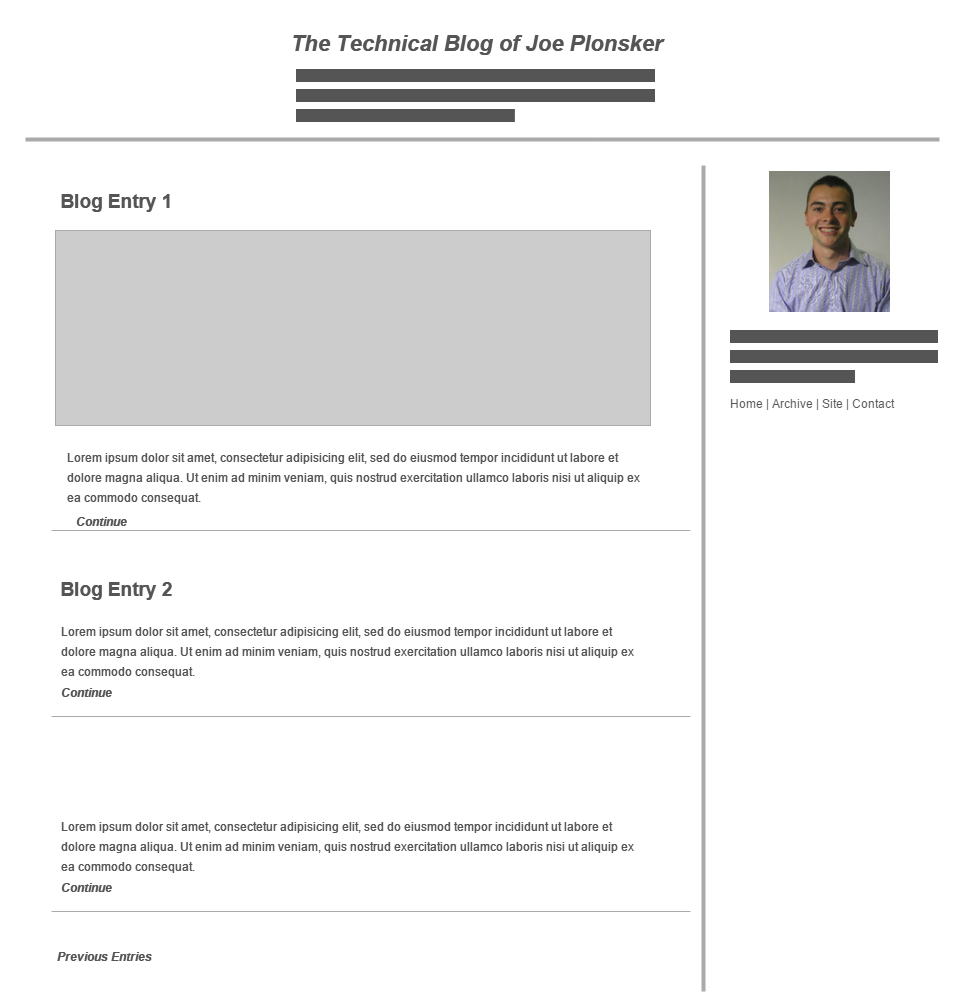 The Technical Blog of Joe Plonsker
Blog Entry 1
Lorem ipsum dolor sit amet, consectetur adipisicing elit, sed do eiusmod tempor incididunt ut labore et
dolore magna aliqua. Ut enim ad minim veniam, quis nostrud exercitation ullamco laboris nisi ut aliquip ex
ea commodo consequat.
Continue
Blog Entry 2
Lorem ipsum dolor sit amet, consectetur adipisicing elit, sed do eiusmod tempor incididunt ut labore et
dolore magna aliqua. Ut enim ad minim veniam, quis nostrud exercitation ullamco laboris nisi ut aliquip ex
ea commodo consequat.
Continue
Lorem ipsum dolor sit amet, consectetur adipisicing elit, sed do eiusmod tempor incididunt ut labore et
dolore magna aliqua. Ut enim ad minim veniam, quis nostrud exercitation ullamco laboris nisi ut aliquip ex
ea commodo consequat.
Continue
Previous Entries
Home | Archive | Site | Contact